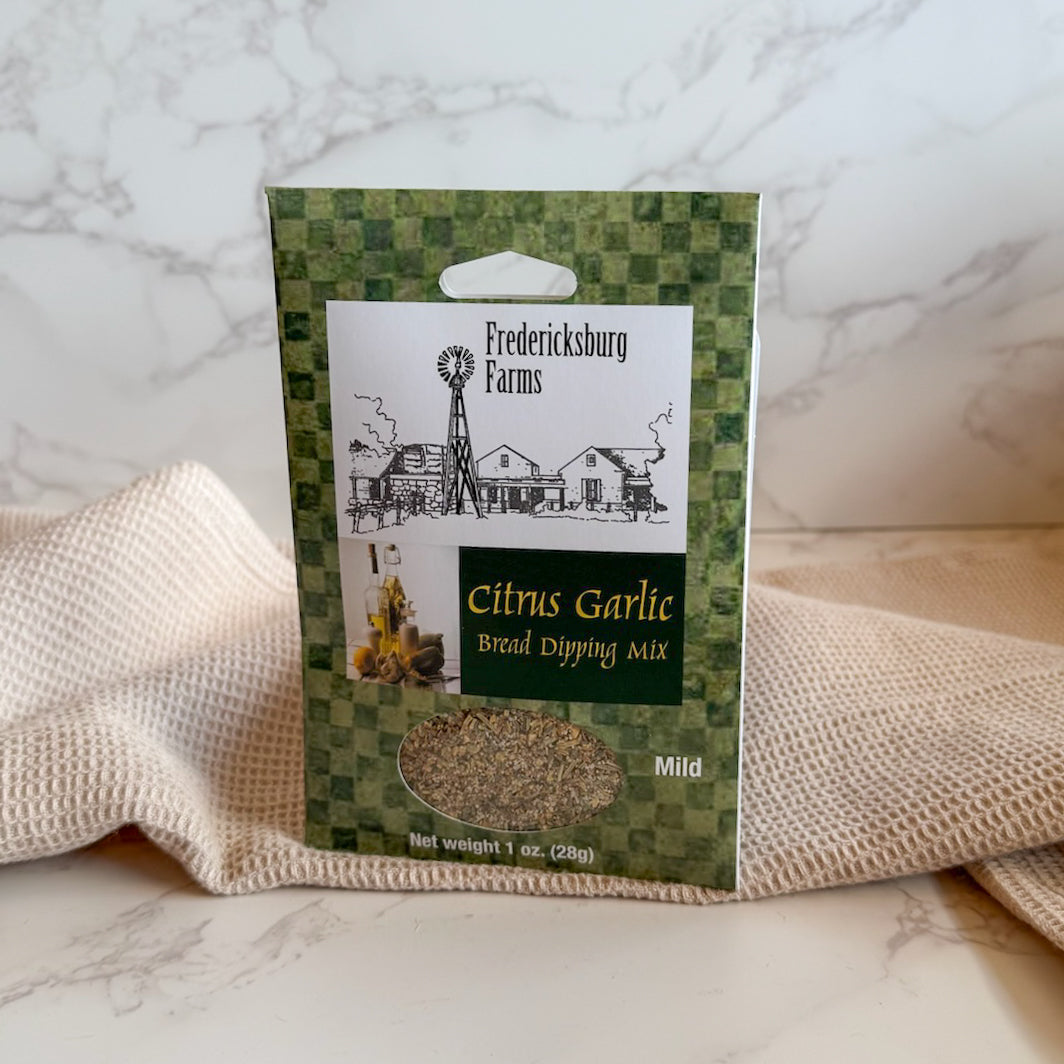 Fredericksburg
Farms
Citrus Garlic
Bread Dipping Mix
Mild
Net weight 1 oz. (28g)